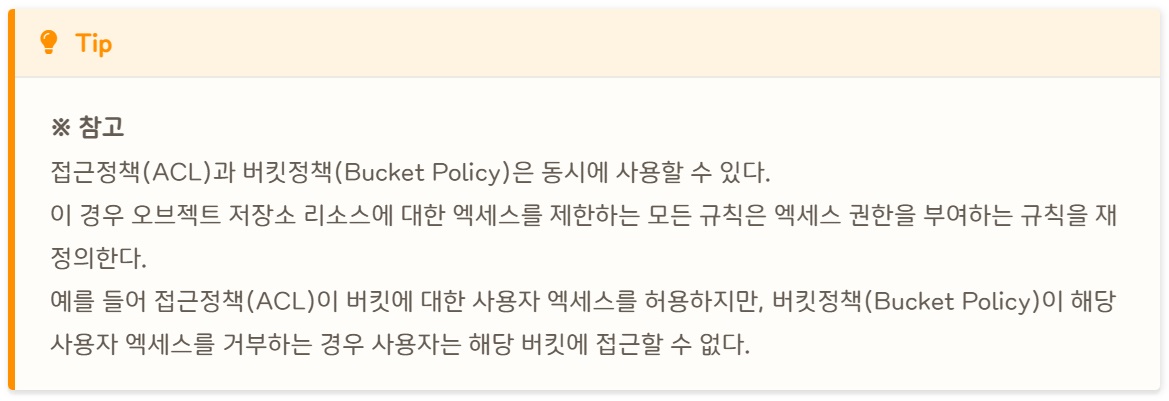 Tip
※ 참고
접근정책(ACL)과 버킷정책(Bucket Policy)은 동시에 사용할 수 있다.
이 경우 오브젝트 저장소 리소스에 대한 엑세스를 제한하는 모든 규칙은 엑세스 권한을 부여하는 규칙을 재
정의한다.
예를 들어 접근정책(ACL)이 버킷에 대한 사용자 엑세스를 허용하지만, 버킷정책(Bucket Policy)이 해당
사용자 엑세스를 거부하는 경우 사용자는 해당 버킷에 접근할 수 없다.